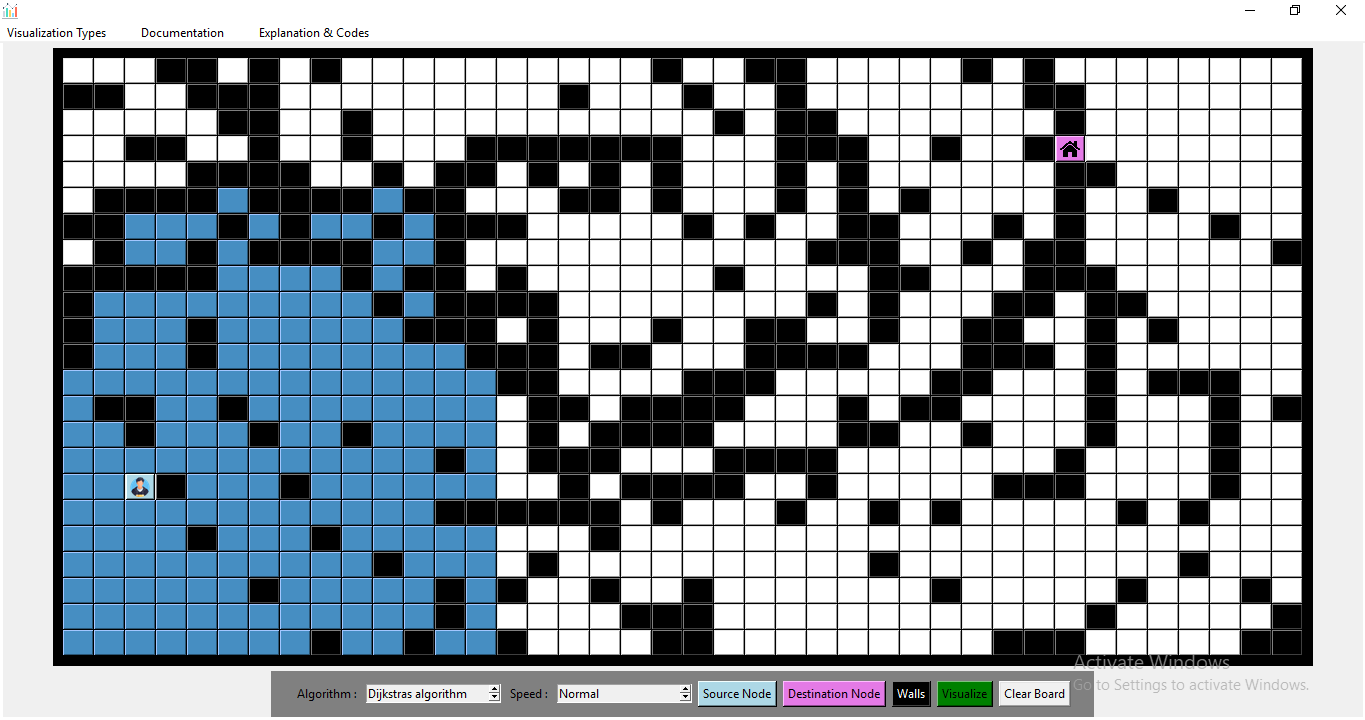 Visualization Types Documentation Explanation & Codes
Activate Windows
Go to Settings to activate Windows.
Algorithm : Dijkstras algorithm Speed : Normal Source Node Destination Node Walls Visualize Clear Board